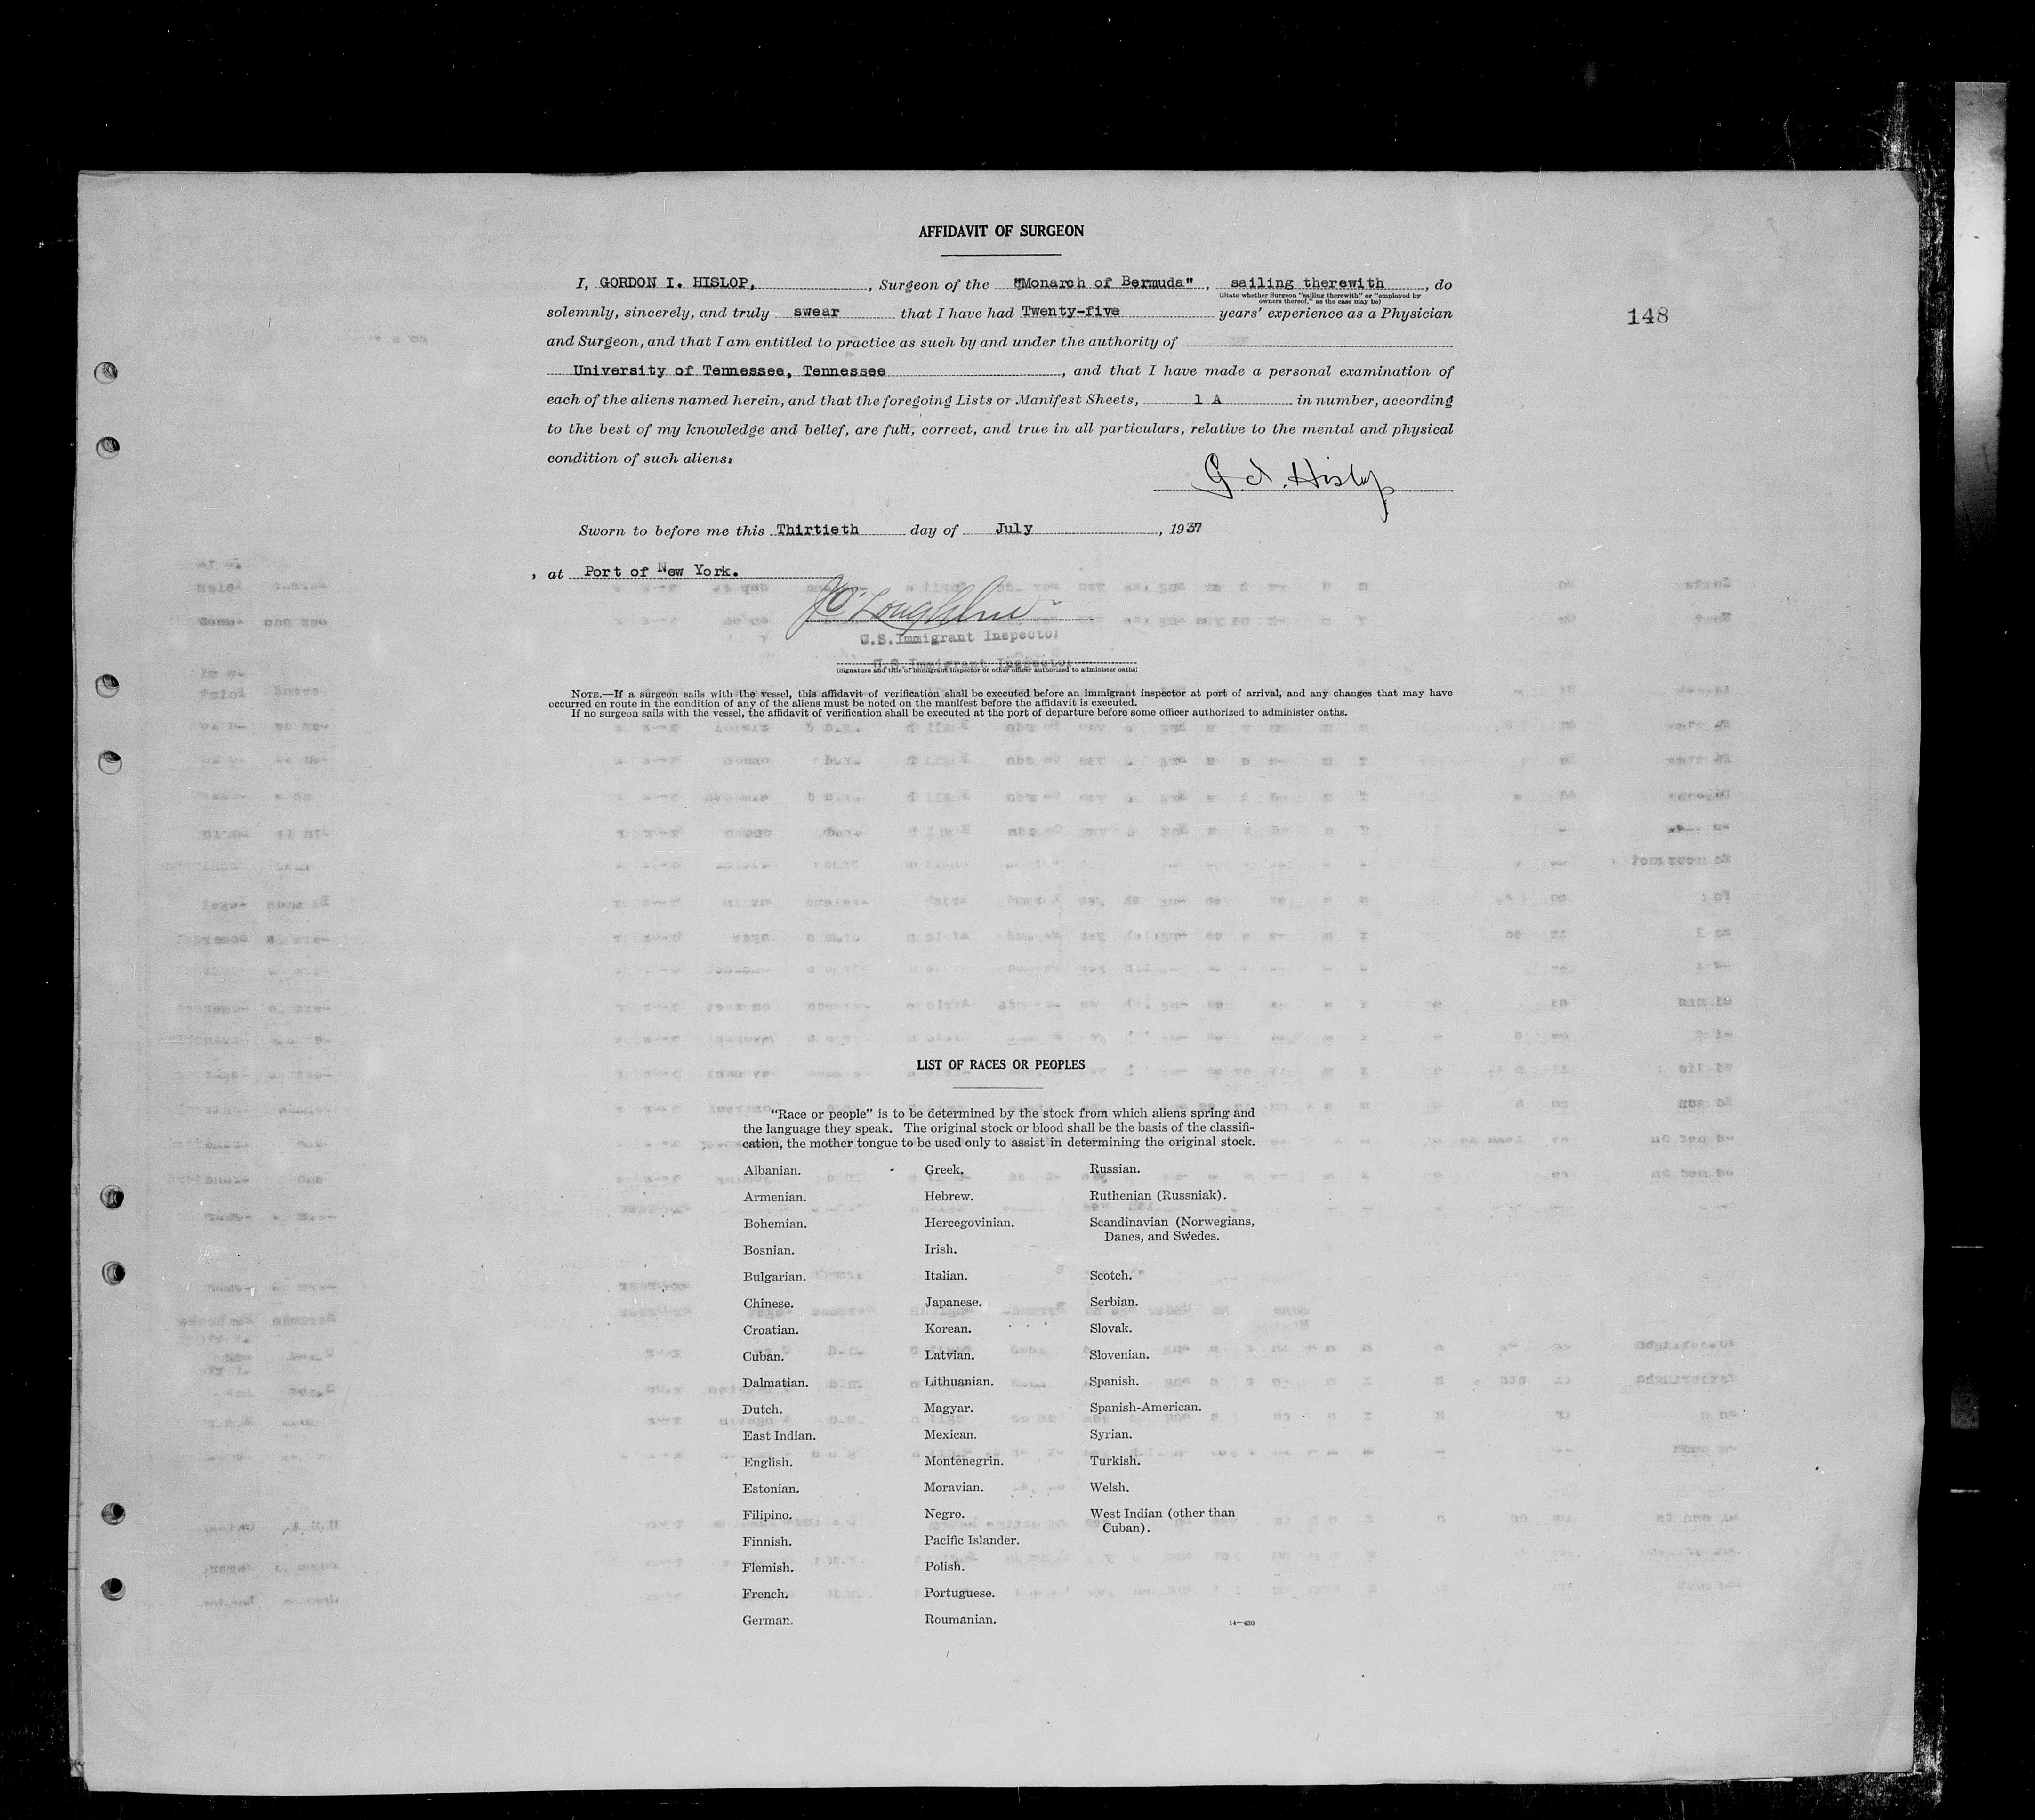 AFFIDAVIT OF SURGEON
I, GORDON I. HISLOP, , Surgeon of the "Monarch of Bermuda" , sailing therewith , do
(State whether Surgeon "sailing therewith" or "employed by
owners thereof," as the case may be)
solemnly, sincerely, and truly swear that I have had Twenty-five years' experience as a Physician
148
and Surgeon, and that I am entitled to practice as such by and under the authority of
University of Tennessee, Tennessee , and that I have made a personal examination of
each of the aliens named herein, and that the foregoing Lists or Manifest Sheets, 1 A in number, according
to the best of my knowledge and belief, are full, correct, and true in all particulars, relative to the mental and physical
condition of such aliens.
G. I. Hislop
Sworn to before me this Thirtieth day of July , 1937
, at Port of New York.
U.S. Immigrant Inspector
U.S. Immigrant Inspector
(Signature and title of immigrant inspector or other officer authorized to administer oaths)
NOTE.—If a surgeon sails with the vessel, this affidavit of verification shall be executed before an immigrant inspector at port of arrival, and any changes that may have
occurred en route in the condition of any of the aliens must be noted on the manifest before the affidavit is executed.
If no surgeon sails with the vessel, the affidavit of verification shall be executed at the port of departure before some officer authorized to administer oaths.
LIST OF RACES OR PEOPLES
"Race or people" is to be determined by the stock from which aliens spring and
the language they speak. The original stock or blood shall be the basis of the classifi-
cation, the mother tongue to be used only to assist in determining the original stock.
Albanian.
Armenian.
Bohemian.
Bosnian.
Bulgarian.
Chinese.
Croatian.
Cuban.
Dalmatian.
Dutch.
East Indian.
English.
Estonian.
Filipino.
Finnish.
Flemish.
French.
German.
Greek.
Hebrew.
Hercegovinian.
Irish.
Italian.
Japanese.
Korean.
Latvian.
Lithuanian.
Magyar.
Mexican.
Montenegrin.
Moravian.
Negro.
Pacific Islander.
Polish.
Portuguese.
Roumanian.
Russian.
Ruthenian (Russniak).
Scandinavian (Norwegians,
Danes, and Swedes.
Scotch.
Serbian.
Slovak.
Slovenian.
Spanish.
Spanish-American.
Syrian.
Turkish.
Welsh.
West Indian (other than
Cuban).
14—430